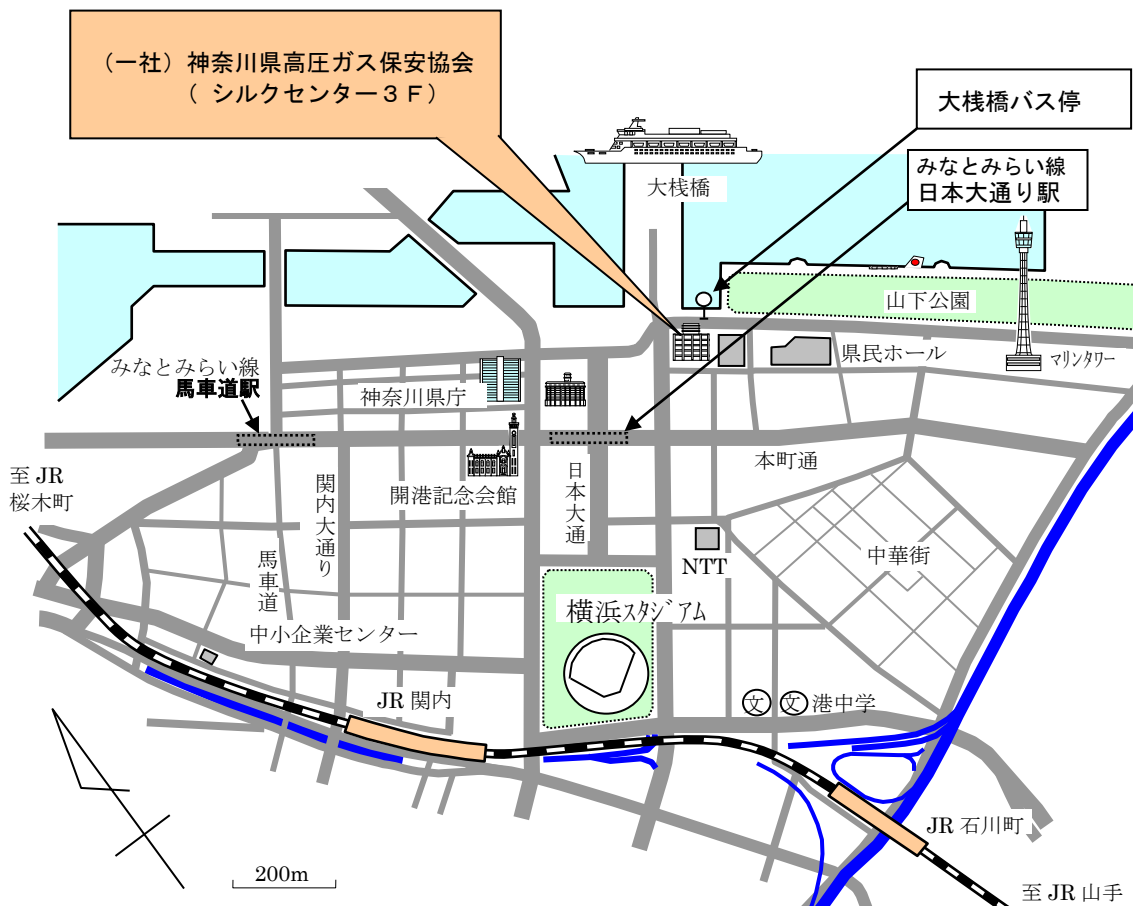 （一社）神奈川県高圧ガス保安協会
（ シルクセンター３Ｆ）
大桟橋バス停
みなとみらい線
日本大通り駅
大桟橋
山下公園
県民ホール
マリンタワー
みなとみらい線
馬車道駅
神奈川県庁
本町通
至 JR
桜木町
開港記念会館
関内大通り
日本大通
馬車道
NTT
中華街
横浜スタジアム
中小企業センター
JR 関内
文 文 港中学
JR 石川町
200m
至 JR 山手